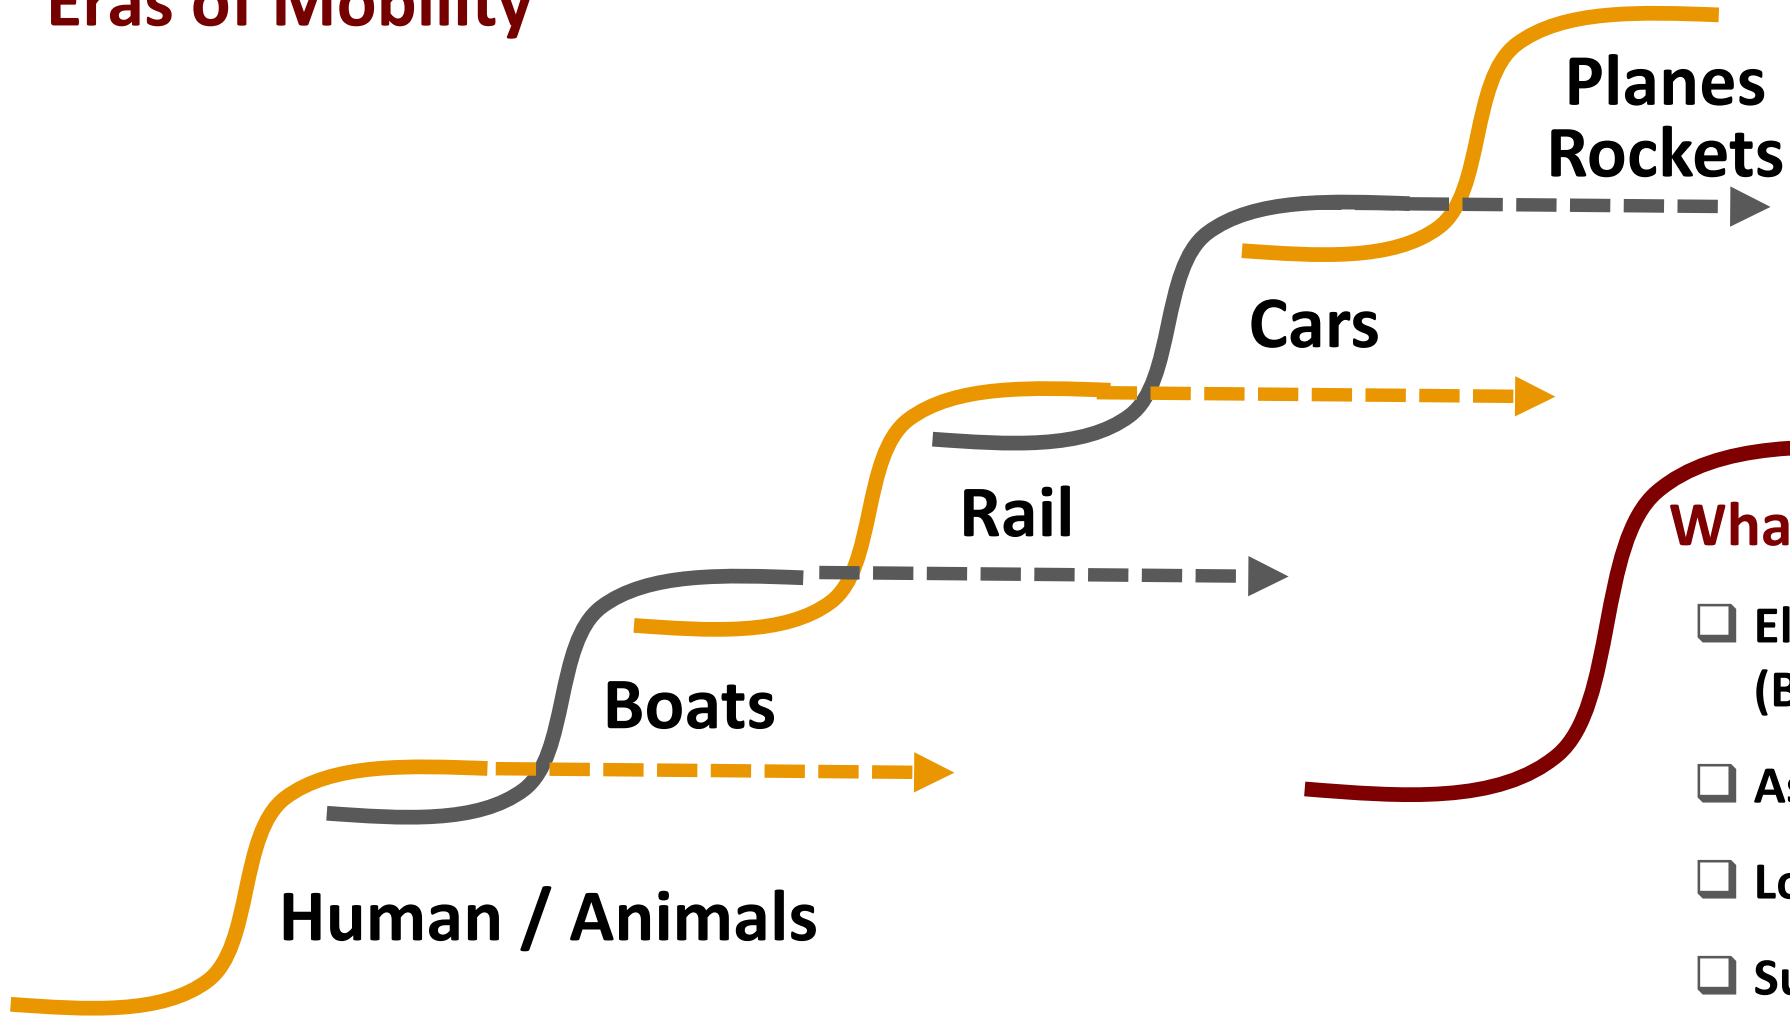 Eras of Mobility
Planes
Rockets
Cars
Rail
Boats
Human / Animals